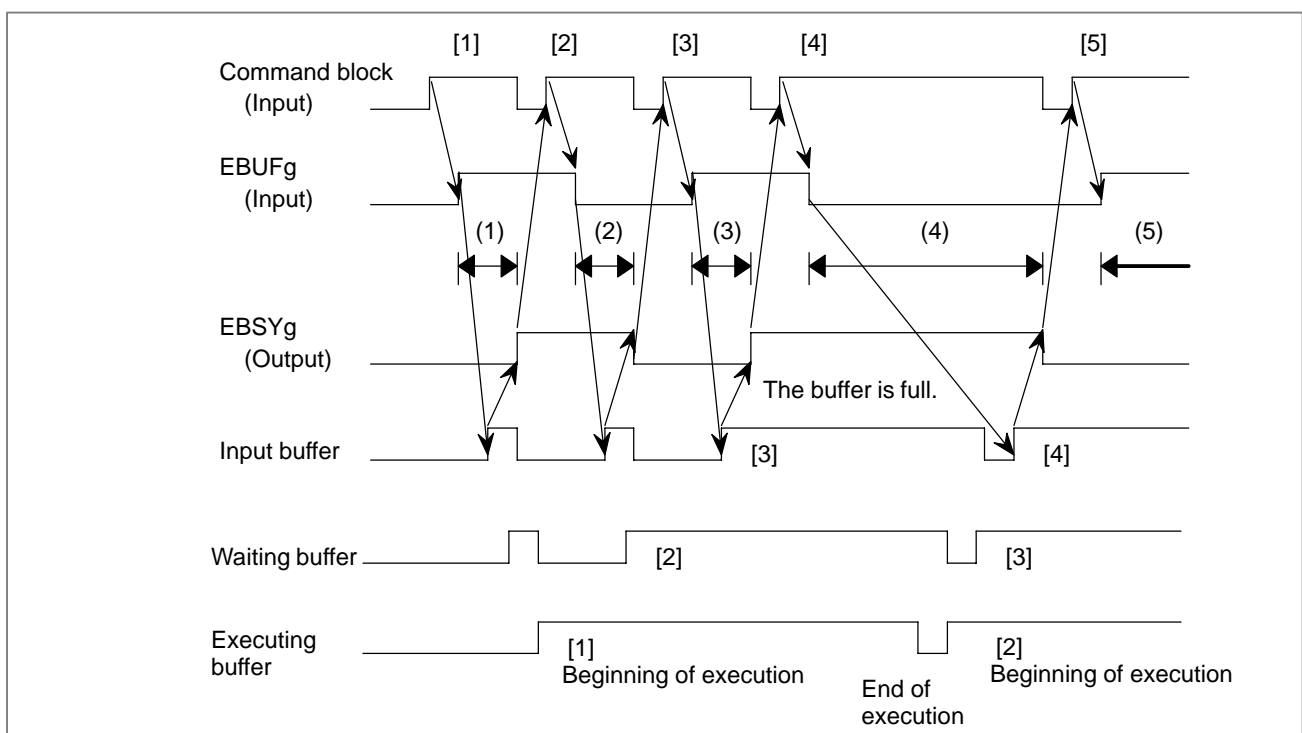 [1] [2] [3] [4] [5]
Command block
(Input)
EBUFg
(Input)
(1) (2) (3) (4) (5)
EBSYg
(Output)
The buffer is full.
Input buffer
[3] [4]
Waiting buffer
[2] [3]
Executing
buffer
[1] [2]
Beginning of execution
End of
execution
Beginning of execution